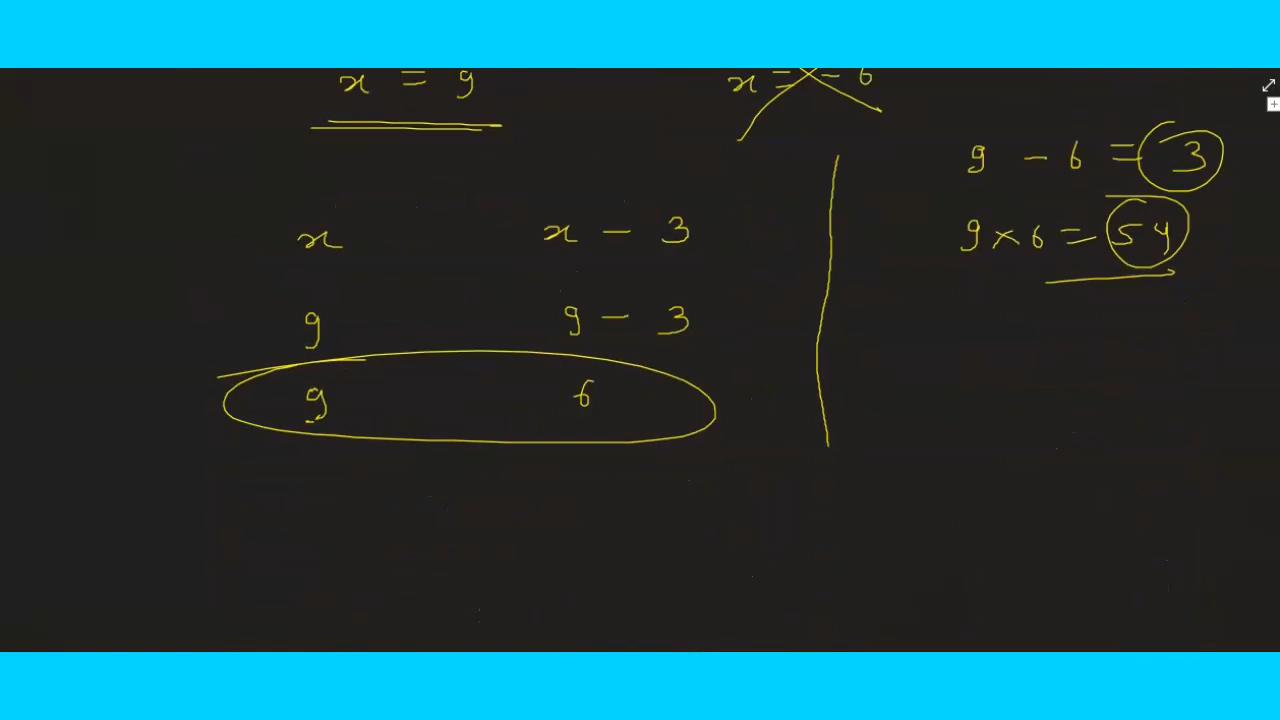 x = 9 x = - 6
x x - 3
9 9 - 3
9 6
9 - 6 = 3
9 × 6 = 54